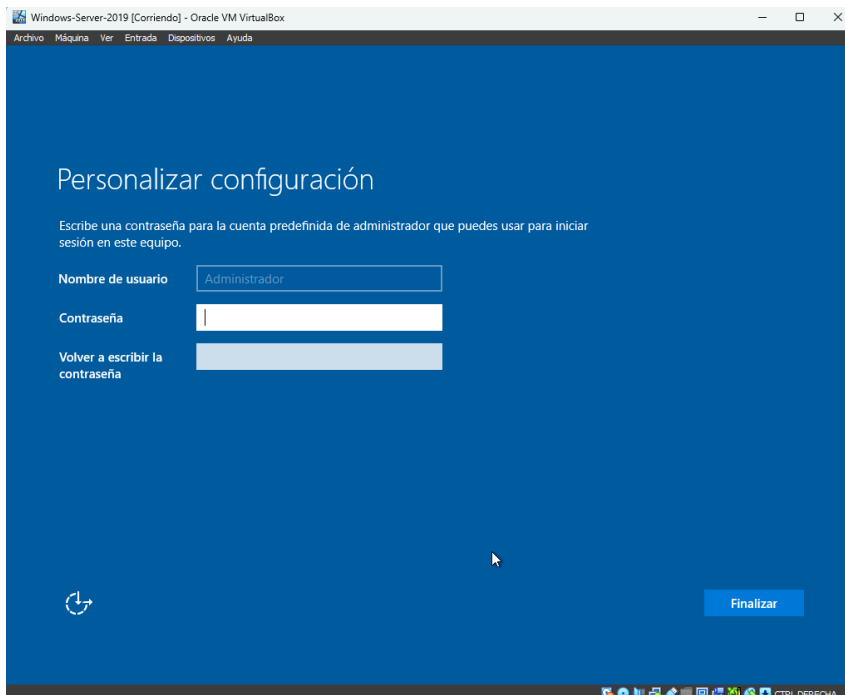 Windows-Server-2019 [Corriendo] - Oracle VM VirtualBox
Archivo Máquina Ver Entrada Dispositivos Ayuda
Personalizar configuración
Escribe una contraseña para la cuenta predefinida de administrador que puedes usar para iniciar
sesión en este equipo.
Nombre de usuario Administrador
Contraseña
Volver a escribir la
contraseña
Finalizar
CTRL DERECHA